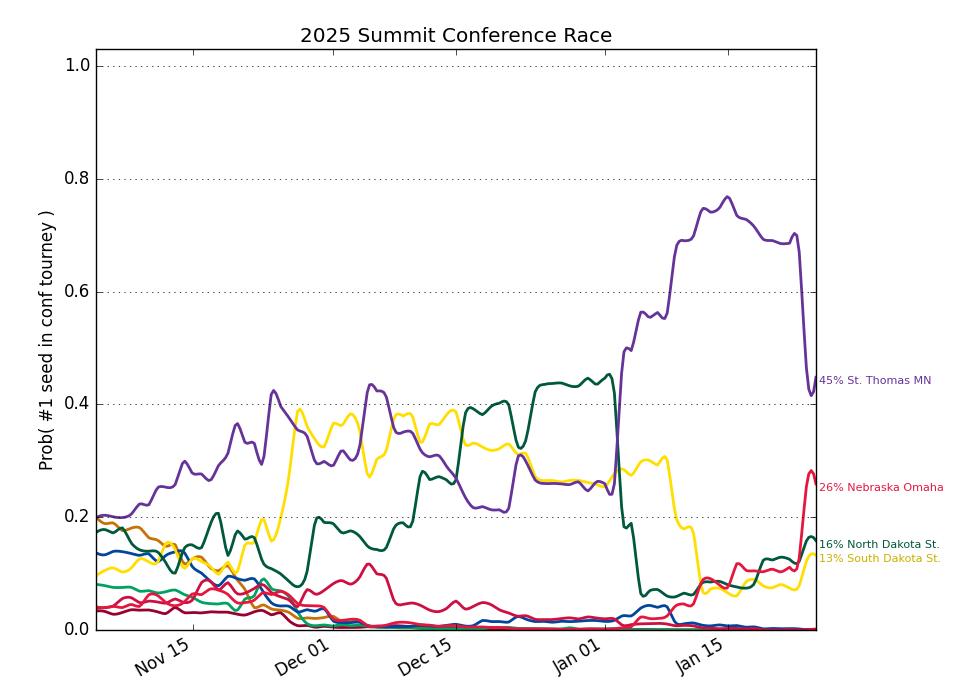 2025 Summit Conference Race
Prob( #1 seed in conf tourney )
1.0
0.8
0.6
0.4
0.2
0.0
45% St. Thomas MN
26% Nebraska Omaha
16% North Dakota St.
13% South Dakota St.
Nov 15
Dec 01
Dec 15
Jan 01
Jan 15